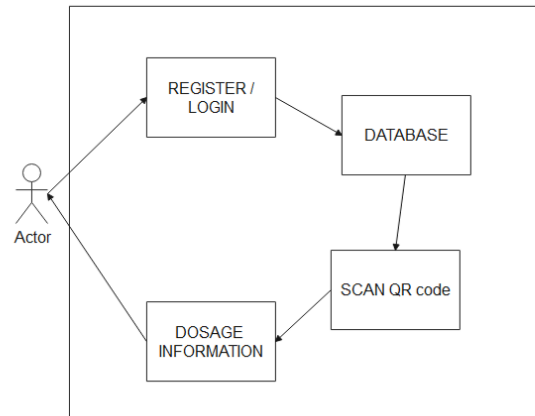 REGISTER /
LOGIN
DATABASE
Actor
SCAN QR code
DOSAGE
INFORMATION